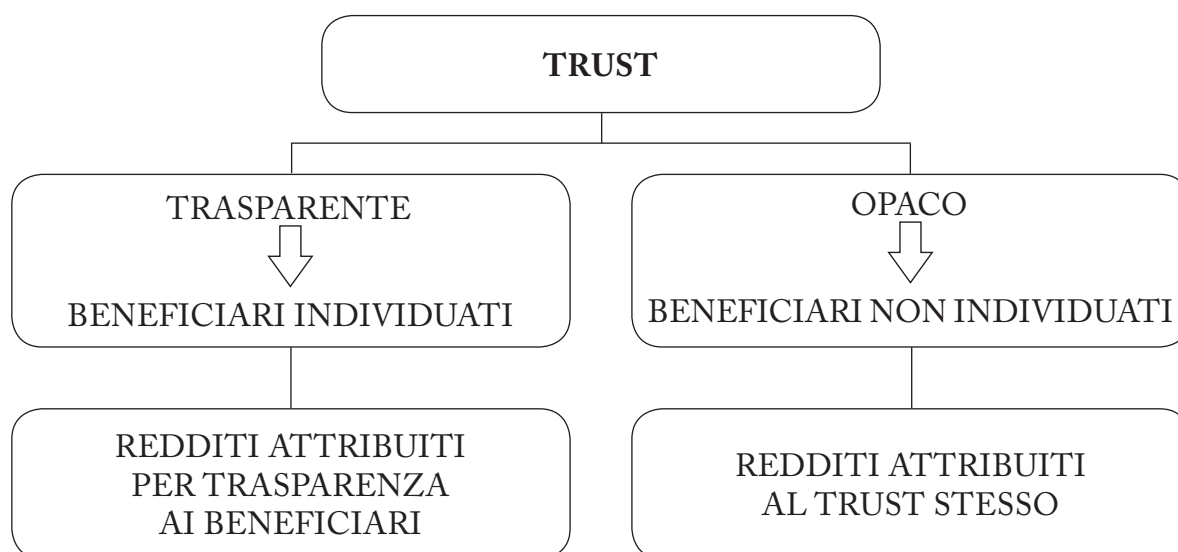 TRUST
TRASPARENTE
BENEFICIARI INDIVIDUATI
OPACO
BENEFICIARI NON INDIVIDUATI
REDDITI ATTRIBUITI
PER TRASPARENZA
AI BENEFICIARI
REDDITI ATTRIBUITI
AL TRUST STESSO